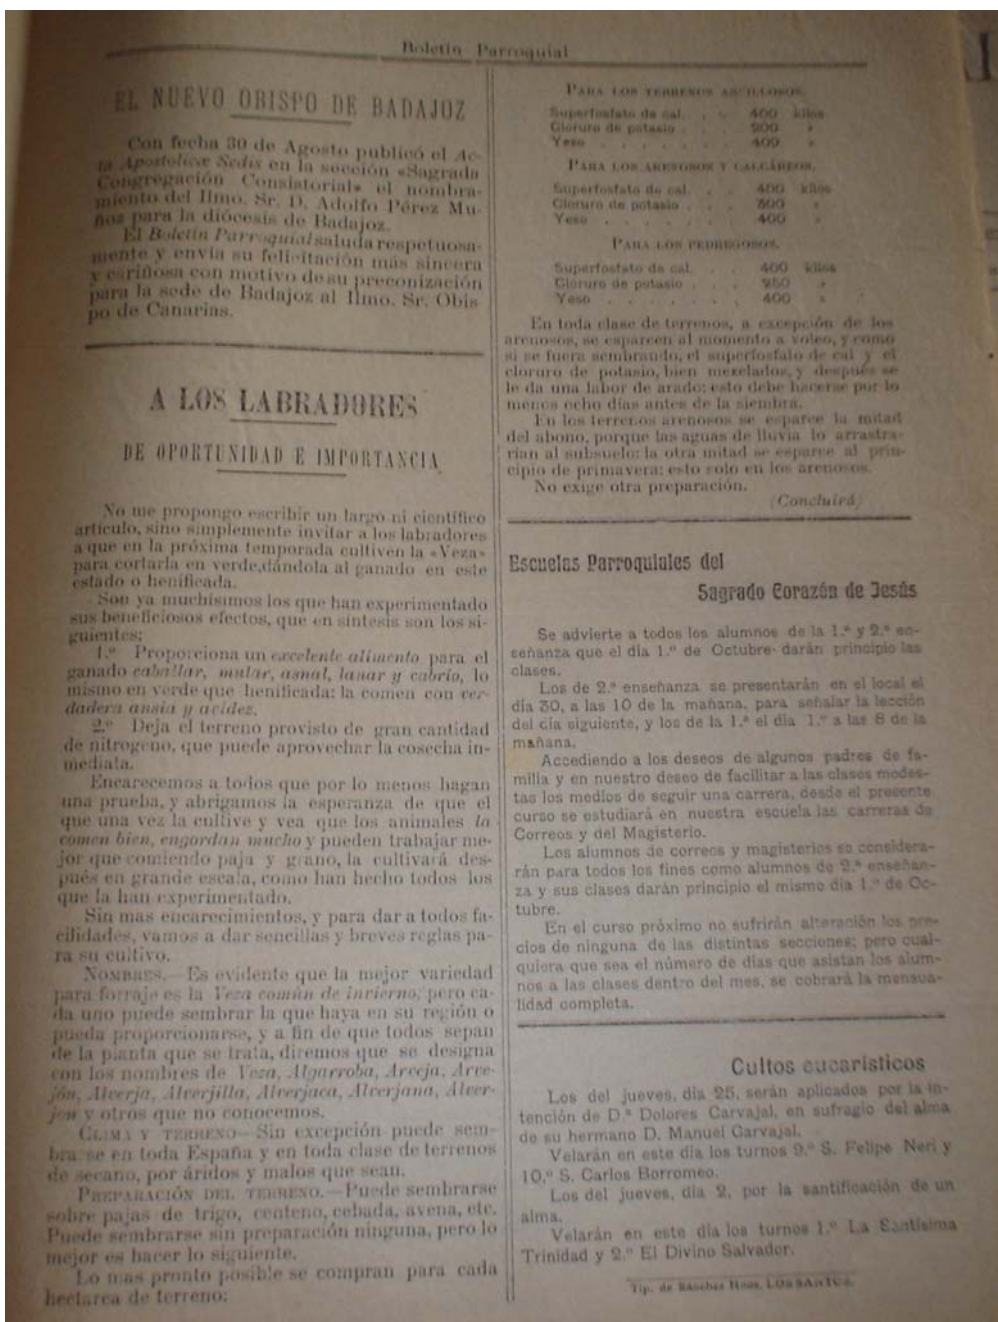 Boletín Parroquial
EL NUEVO OBISPO DE BADAJOZ
Con fecha 30 de Agosto publicó el Ac-
ta Apostolicæ Sedis en la sección «Sagrada
Congregación Consistorial» el nombra-
miento del Ilmo. Sr. D. Adolfo Pérez Mu-
ñoz para la diócesis de Badajoz.
El Boletín Parroquial saluda respetuosa-
mente y envía su felicitación más sincera
y cariñosa con motivo de su preconización
para la sede de Badajoz al Ilmo. Sr. Obis-
po de Canarias.
A LOS LABRADORES
DE OPORTUNIDAD E IMPORTANCIA
No me propongo escribir un largo ni científico
artículo, sino simplemente invitar a los labradores
a que en la próxima temporada cultiven la «Veza»
para cortarla en verde,dándola al ganado en este
estado o henificada.
Son ya muchísimos los que han experimentado
sus beneficiosos efectos, que en síntesis son los si-
guientes:
1.º Proporciona un excelente alimento para el
ganado caballar, mular, asnal, lanar y cabrío, lo
mismo en verde que henificada: la comen con ver-
dadera ansia y avidez.
2.º Deja el terreno provisto de gran cantidad
de nitrogeno, que puede aprovechar la cosecha in-
mediata.
Encarecemos a todos que por lo menos hagan
una prueba, y abrigamos la esperanza de que el
que una vez la cultive y vea que los animales la
comen bien, engordan mucho y pueden trabajar me-
jor que comiendo paja y grano, la cultivará des-
pués en grande escala, como han hecho todos los
que la han experimentado.
Sin mas encarecimientos, y para dar a todos fa-
cilidades, vamos a dar sencillas y breves reglas pa-
ra su cultivo.
NOMBRES.—Es evidente que la mejor variedad
para forraje es la Veza común de invierno; pero ca-
da uno puede sembrar la que haya en su región o
pueda proporcionarse, y a fin de que todos sepan
de la planta que se trata, diremos que se designa
con los nombres de Veza, Algarroba, Arveja, Arve-
jón, Alverja, Alverjilla, Alverjaca, Alverjana, Alver-
jon y otros que no conocemos.
CLIMA Y TERRENO—Sin excepción puede sem-
brarse en toda España y en toda clase de terrenos
de secano, por áridos y malos que sean.
PREPARACIÓN DEL TERRENO.—Puede sembrarse
sobre pajas de trigo, centeno, cebada, avena, etc.
Puede sembrarse sin preparación ninguna, pero lo
mejor es hacer lo siguiente.
Lo mas pronto posible se compran para cada
hectarea de terreno:
PARA LOS TERRENOS ARCILLOSOS.
Superfosfato de cal. . . 400 kilos
Cloruro de potasio . . . 200 »
Yeso . . . . . . . 400 »
PARA LOS ARENOSOS Y CALCÁREOS.
Superfosfato de cal. . . 400 kilos
Cloruro de potasio . . . 300 »
Yeso . . . . . . . 400 »
PARA LOS PEDREGOSOS.
Superfosfato de cal. . . 400 kilos
Cloruro de potasio . . . 250 »
Yeso . . . . . . . 400 »
En toda clase de terrenos, a excepción de los
arenosos, se esparcen al momento a voleo, y como
si se fuera sembrando, el superfosfato de cal y el
cloruro de potasio, bien mezclados, y después se
le da una labor de arado; esto debe hacerse por lo
menos ocho días antes de la siembra.
En los terrenos arenosos se esparce la mitad
del abono, porque las aguas de lluvia lo arrastra-
rían al subsuelo: la otra mitad se esparce al prin-
cipio de primavera: esto solo en los arenosos.
No exige otra preparación.
(Concluirá)
Escuelas Parroquiales del
Sagrado Corazón de Jesús
Se advierte a todos los alumnos de la 1.ª y 2.ª en-
señanza que el día 1.º de Octubre darán principio las
clases.
Los de 2.ª enseñanza se presentarán en el local el
día 30, a las 10 de la mañana, para señalar la lección
del día siguiente, y los de la 1.ª el día 1.º a las 8 de la
mañana.
Accediendo a los deseos de algunos padres de fa-
milia y en nuestro deseo de facilitar a las clases modes-
tas los medios de seguir una carrera, desde el presente
curso se estudiará en nuestra escuela las carreras de
Correos y del Magisterio.
Los alumnos de correos y magisterios se considera-
rán para todos los fines como alumnos de 2.ª enseñan-
za y sus clases darán principio el mismo día 1.º de Oc-
tubre.
En el curso próximo no sufrirán alteración los pre-
cios de ninguna de las distintas secciones; pero cual-
quiera que sea el número de días que asistan los alum-
nos a las clases dentro del mes, se cobrará la mensua-
lidad completa.
Cultos eucarísticos
Los del jueves, día 25, serán aplicados por la in-
tención de D.ª Dolores Carvajal, en sufragio del alma
de su hermano D. Manuel Carvajal.
Velarán en este día los turnos 9.º S. Felipe Neri y
10.º S. Carlos Borromeo.
Los del jueves, día 2, por la santificación de un
alma.
Velarán en este día los turnos 1.º La Santísima
Trinidad y 2.º El Divino Salvador.
Tip. de Sánchez Hnos. LOS SANTOS.